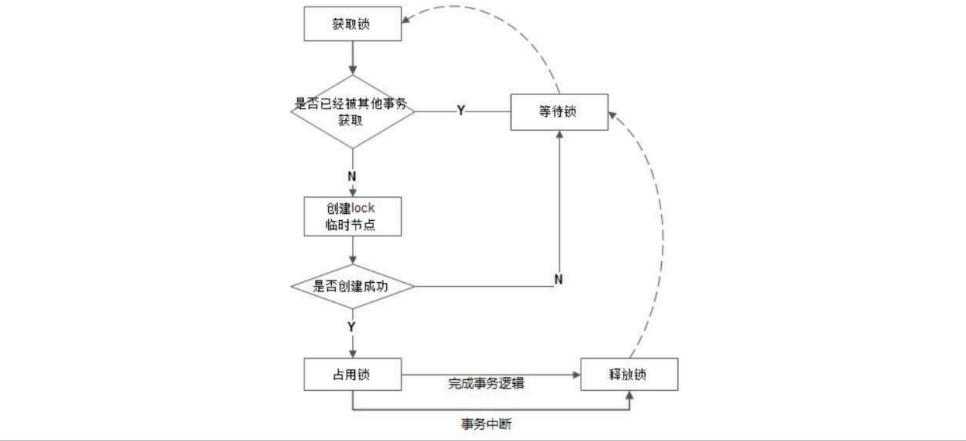 获取锁
是否已经被其他事务
获取
Y
等待锁
N
创建lock
临时节点
是否创建成功
N
Y
占用锁
完成事务逻辑
释放锁
事务中断